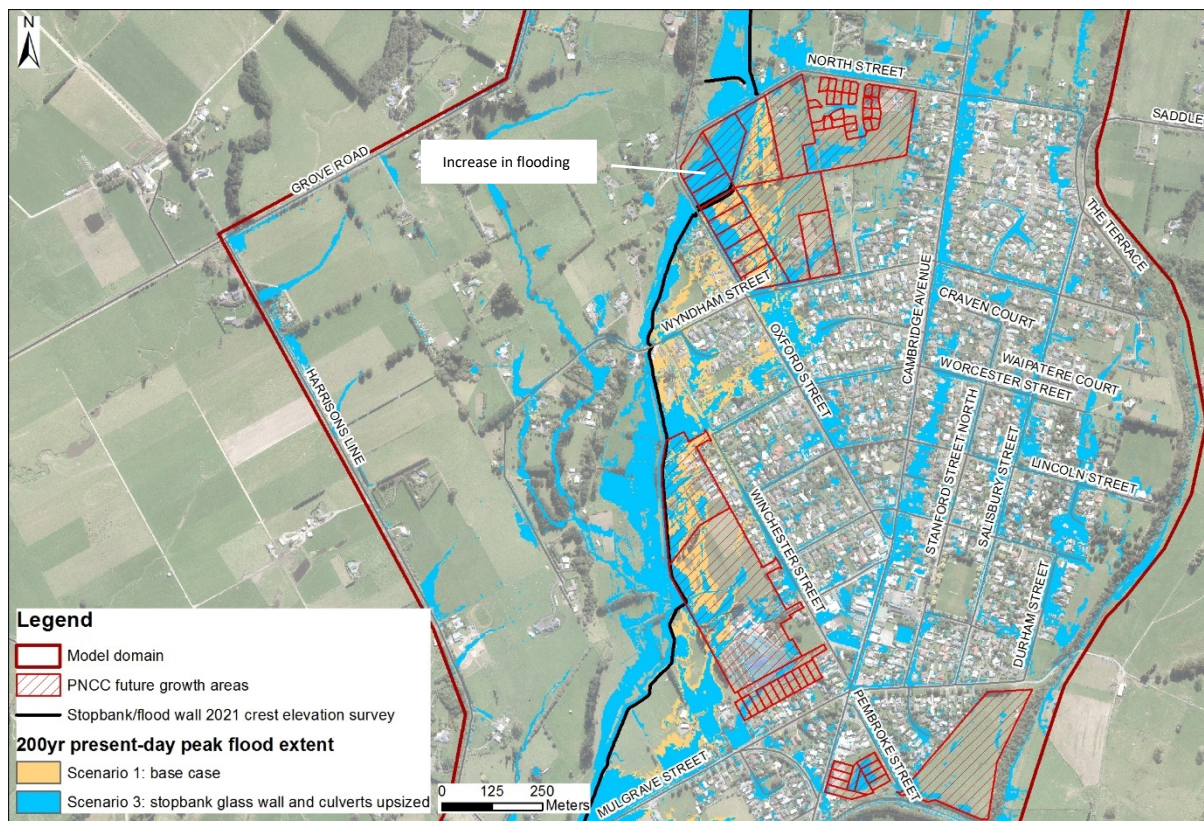 N
NORTH STREET
SADDLE
GROVE ROAD
Increase in flooding
THE TERRACE
WYNDHAM STREET
CRAVEN COURT
CAMBRIDGE AVENUE
OXFORD STREET
WAIPATERE COURT
WORCESTER STREET
HARRISONS LINE
STANFORD STREET NORTH
SALISBURY STREET
LINCOLN STREET
WINCHESTER STREET
DURHAM STREET
PEMBROKE STREET
MULGRAVE STREET
Legend
Model domain
PNCC future growth areas
Stopbank/flood wall 2021 crest elevation survey
200yr present-day peak flood extent
Scenario 1: base case
Scenario 3: stopbank glass wall and culverts upsized
0 125 250
Meters